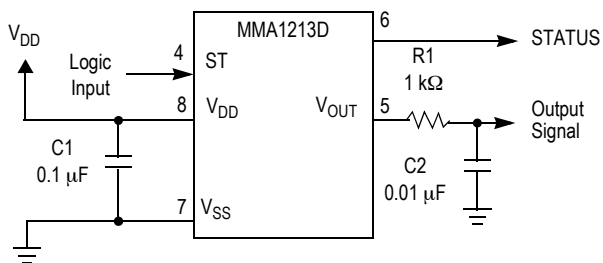 MMA1213D
6
STATUS
V_DD
4
Logic
Input
ST
R1
1 kΩ
8
V_DD
V_OUT
5
Output
Signal
C1
0.1 μF
C2
0.01 μF
7
V_SS